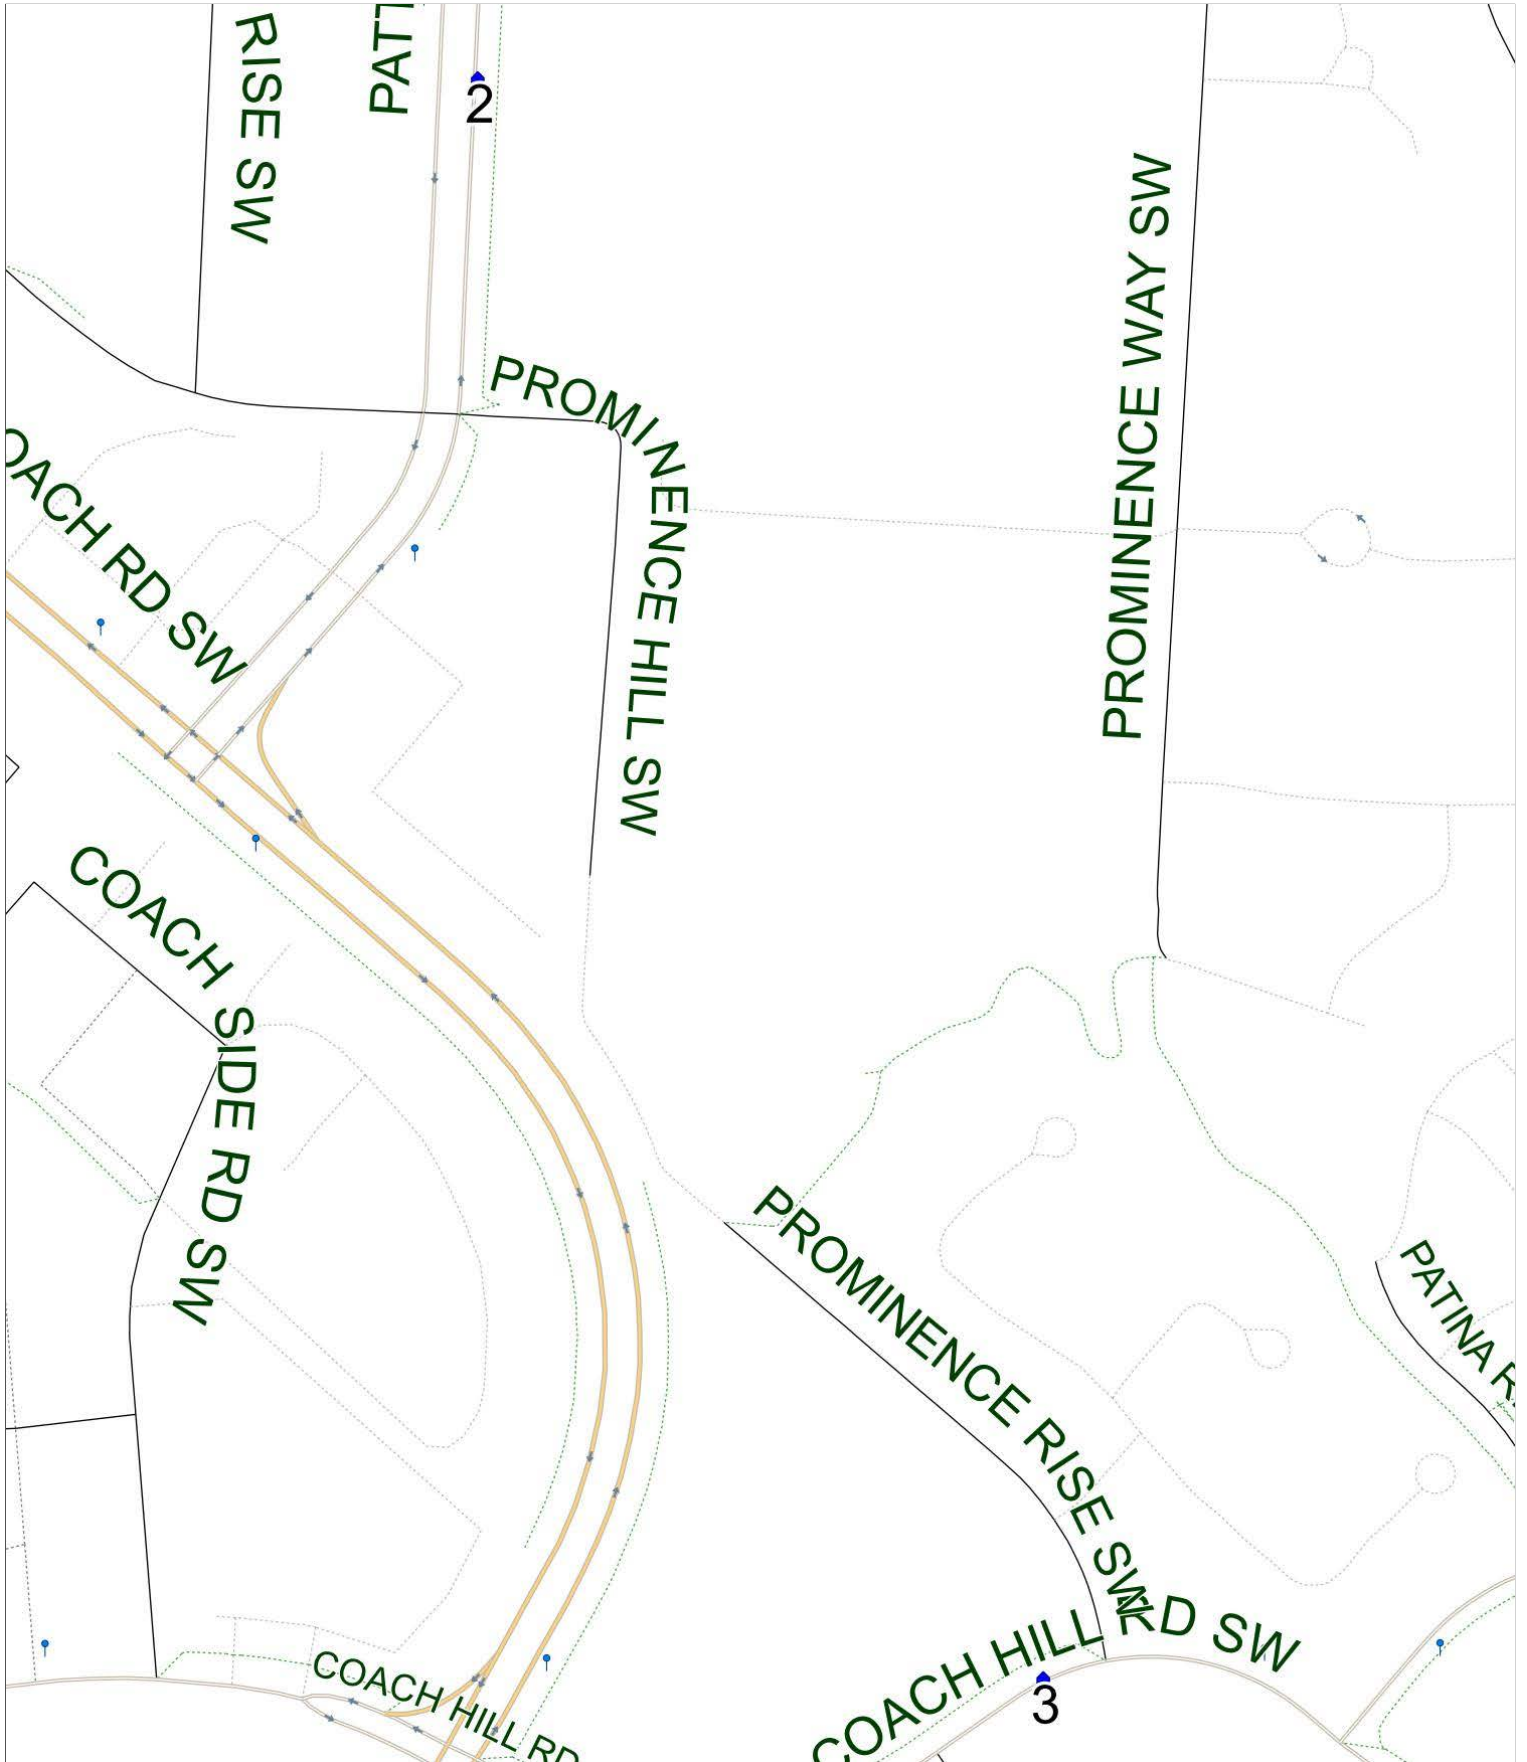 RISE SW
PATI
2
PROMINENCE WAY SW
PROMINENCE HILL SW
OACH RD SW
COACH SIDE RD SW
PROMINENCE RISE SW
PATINA R
COACH HILL RD SW
3
COACH HILL RD